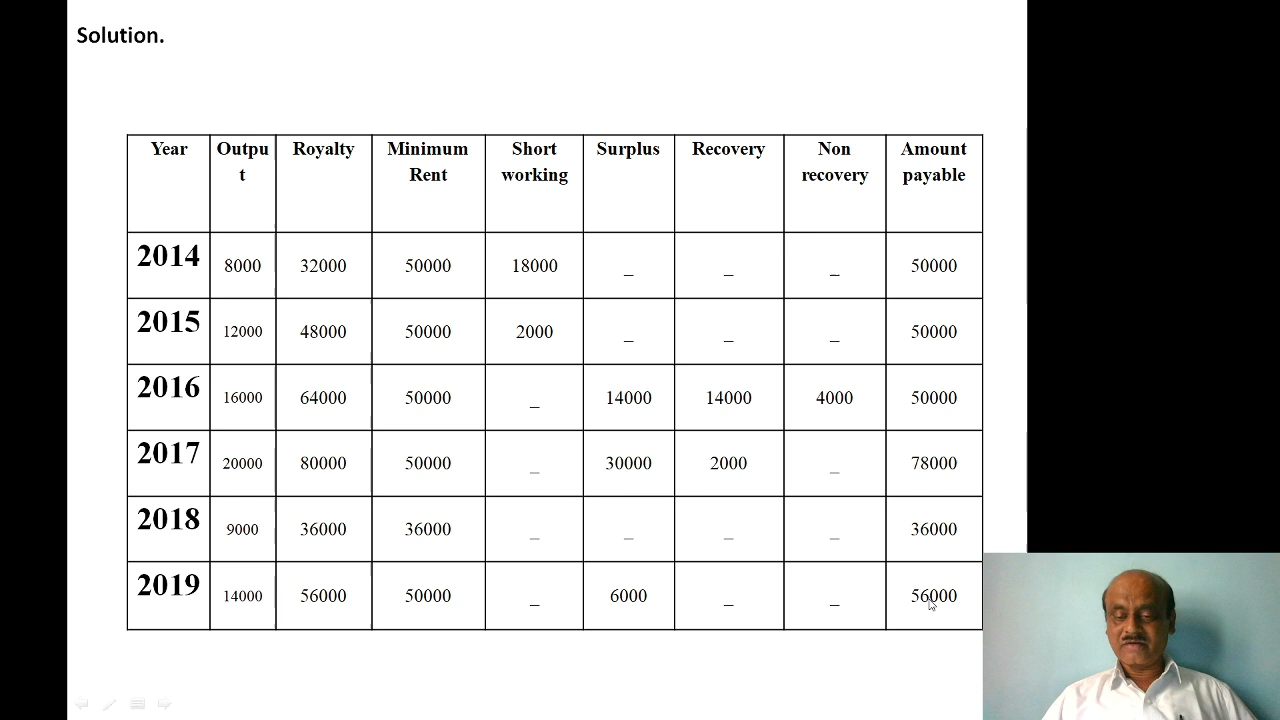 Solution.
Year Outpu Royalty Minimum Short Surplus Recovery Non Amount
t Rent working recovery payable
2014 8000 32000 50000 18000 _ _ _ 50000
2015 12000 48000 50000 2000 _ _ _ 50000
2016 16000 64000 50000 _ 14000 14000 4000 50000
2017 20000 80000 50000 _ 30000 2000 _ 78000
2018 9000 36000 36000 _ _ _ _ 36000
2019 14000 56000 50000 _ 6000 _ _ 56000